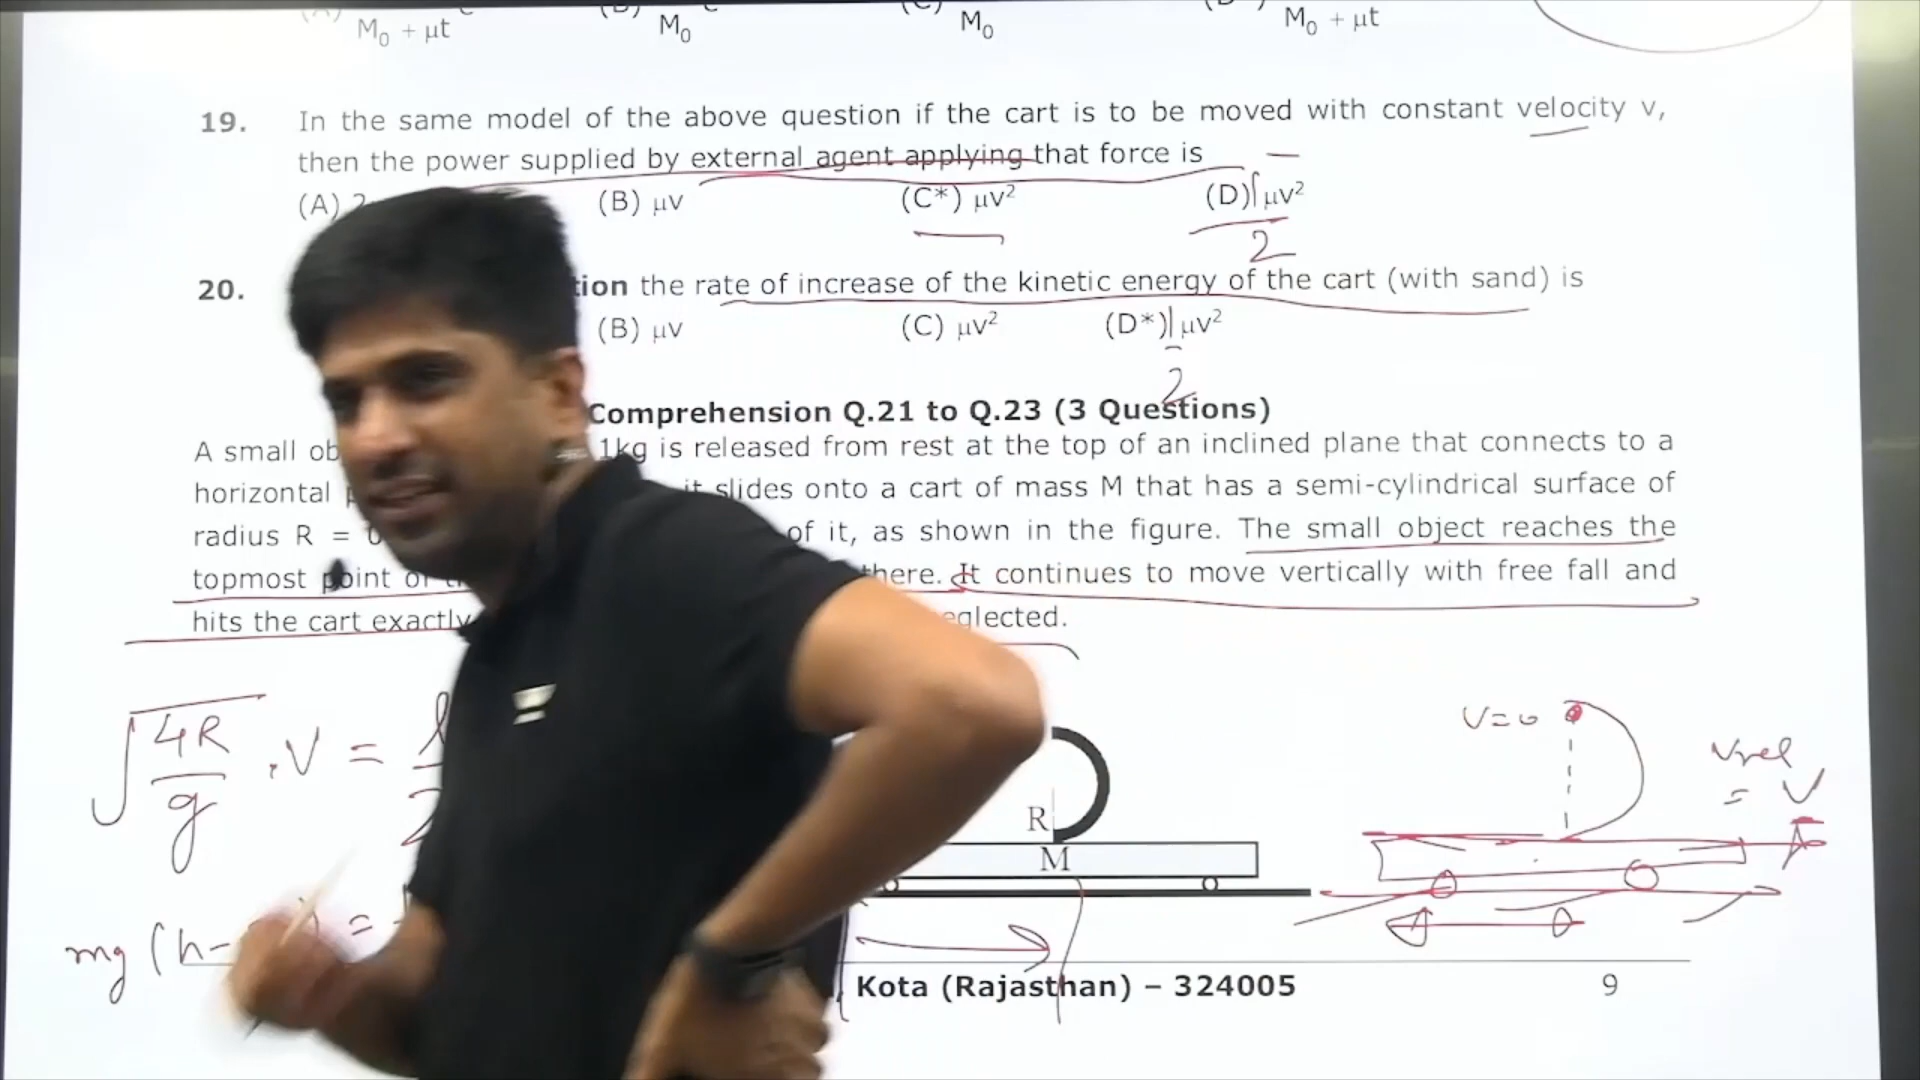 M₀ + μt M₀ M₀ M₀ + μt
19. In the same model of the above question if the cart is to be moved with constant velocity v,
then the power supplied by external agent applying that force is
(A) 2 (B) μv (C*) μv² (D) μv²
2
20. tion the rate of increase of the kinetic energy of the cart (with sand) is
(B) μv (C) μv² (D*) μv²
2
Comprehension Q.21 to Q.23 (3 Questions)
A small ob 1kg is released from rest at the top of an inclined plane that connects to a
horizontal it slides onto a cart of mass M that has a semi-cylindrical surface of
radius R = of it, as shown in the figure. The small object reaches the
topmost point of there. It continues to move vertically with free fall and
hits the cart exactly eglected.
√4R/g . V =
2
V=0
Vrel
= V
R
M
mg (h- =
Kota (Rajasthan) – 324005 9